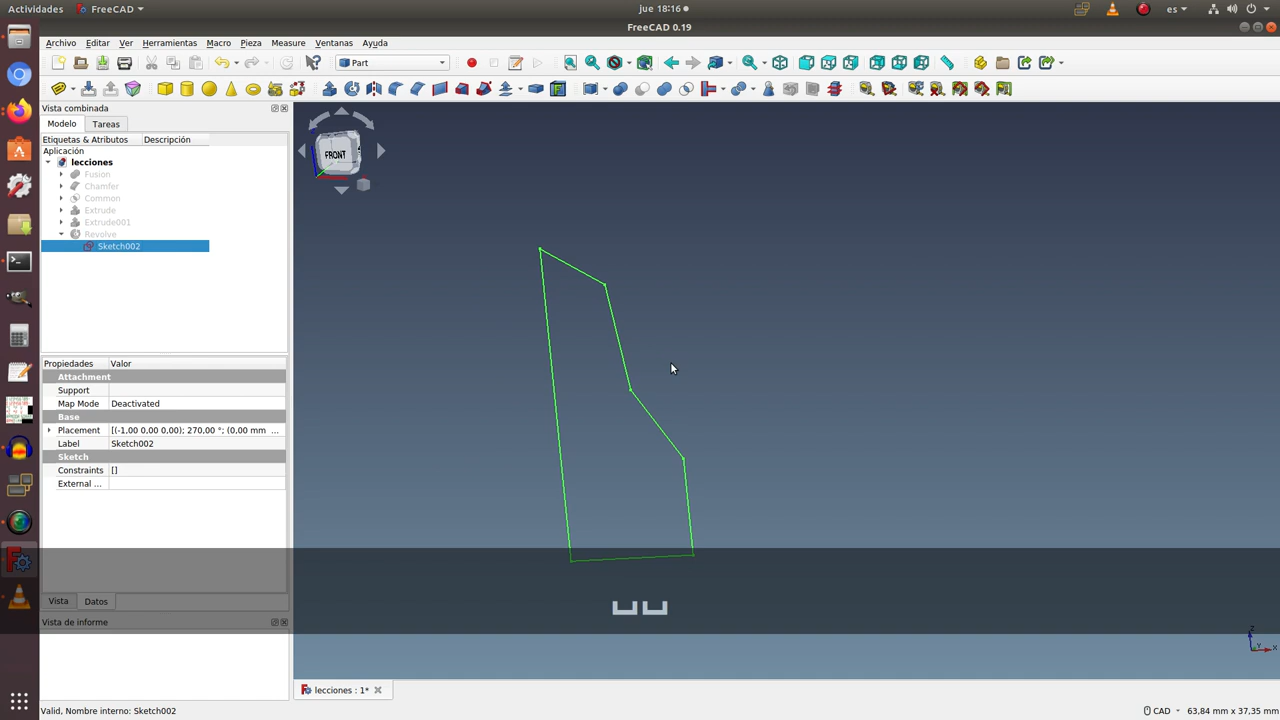 Actividades FreeCAD jue 18:16 es
FreeCAD 0.19
Archivo Editar Ver Herramientas Macro Pieza Measure Ventanas Ayuda
Part
Vista combinada
Modelo Tareas
Etiquetas & Atributos Descripción
Aplicación
lecciones
Fusion
Chamfer
Common
Extrude
Extrude001
Revolve
Sketch002
FRONT
Propiedades Valor
Attachment
Support
Map Mode Deactivated
Base
Placement [(-1,00 0,00 0,00); 270,00 °; (0,00 mm ...
Label Sketch002
Sketch
Constraints []
External ...
Vista Datos
Vista de informe
Z
Y
X
lecciones : 1*
Valid, Nombre interno: Sketch002 CAD 63,84 mm x 37,35 mm